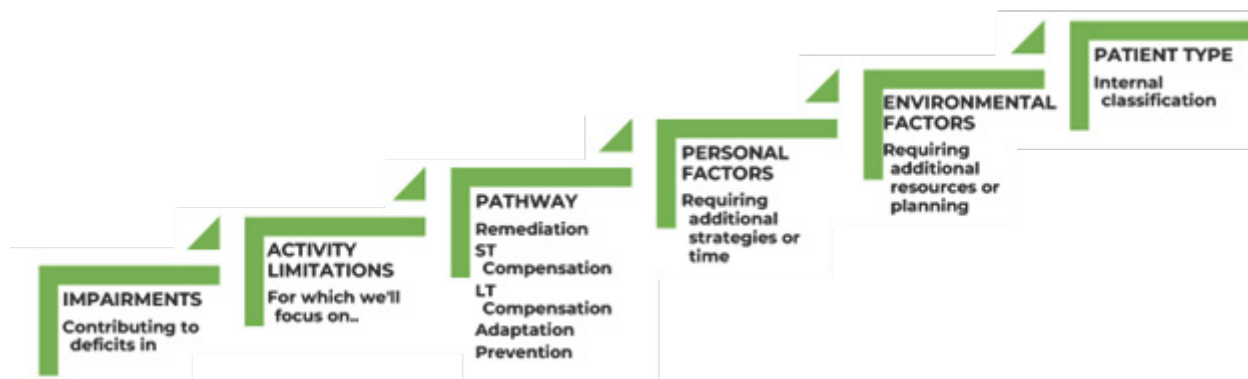 IMPAIRMENTS
Contributing to
deficits in
ACTIVITY
LIMITATIONS
For which we'll
focus on..
PATHWAY
Remediation
ST
Compensation
LT
Compensation
Adaptation
Prevention
PERSONAL
FACTORS
Requiring
additional
strategies or
time
ENVIRONMENTAL
FACTORS
Requiring
additional
resources or
planning
PATIENT TYPE
Internal
classification